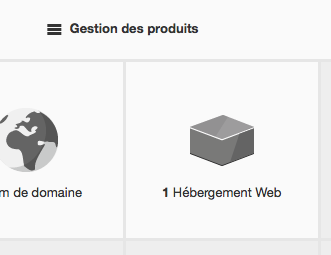 Gestion des produits
de domaine
1 Hébergement Web